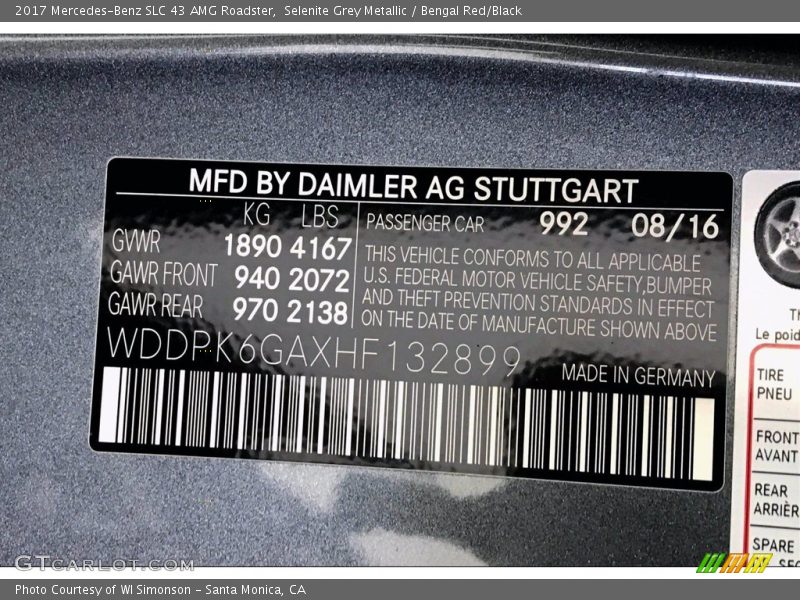 2017 Mercedes-Benz SLC 43 AMG Roadster, Selenite Grey Metallic / Bengal Red/Black
MFD BY DAIMLER AG STUTTGART
KG LBS
GVWR 1890 4167
GAWR FRONT 940 2072
GAWR REAR 970 2138
PASSENGER CAR 992 08/16
THIS VEHICLE CONFORMS TO ALL APPLICABLE
U.S. FEDERAL MOTOR VEHICLE SAFETY,BUMPER
AND THEFT PREVENTION STANDARDS IN EFFECT
ON THE DATE OF MANUFACTURE SHOWN ABOVE
WDDPK6GAXHF132899
MADE IN GERMANY
Le poid
TIRE
PNEU
FRONT
AVANT
REAR
ARRIÈR
SPARE
GTCARLOT.COM
Photo Courtesy of WI Simonson - Santa Monica, CA